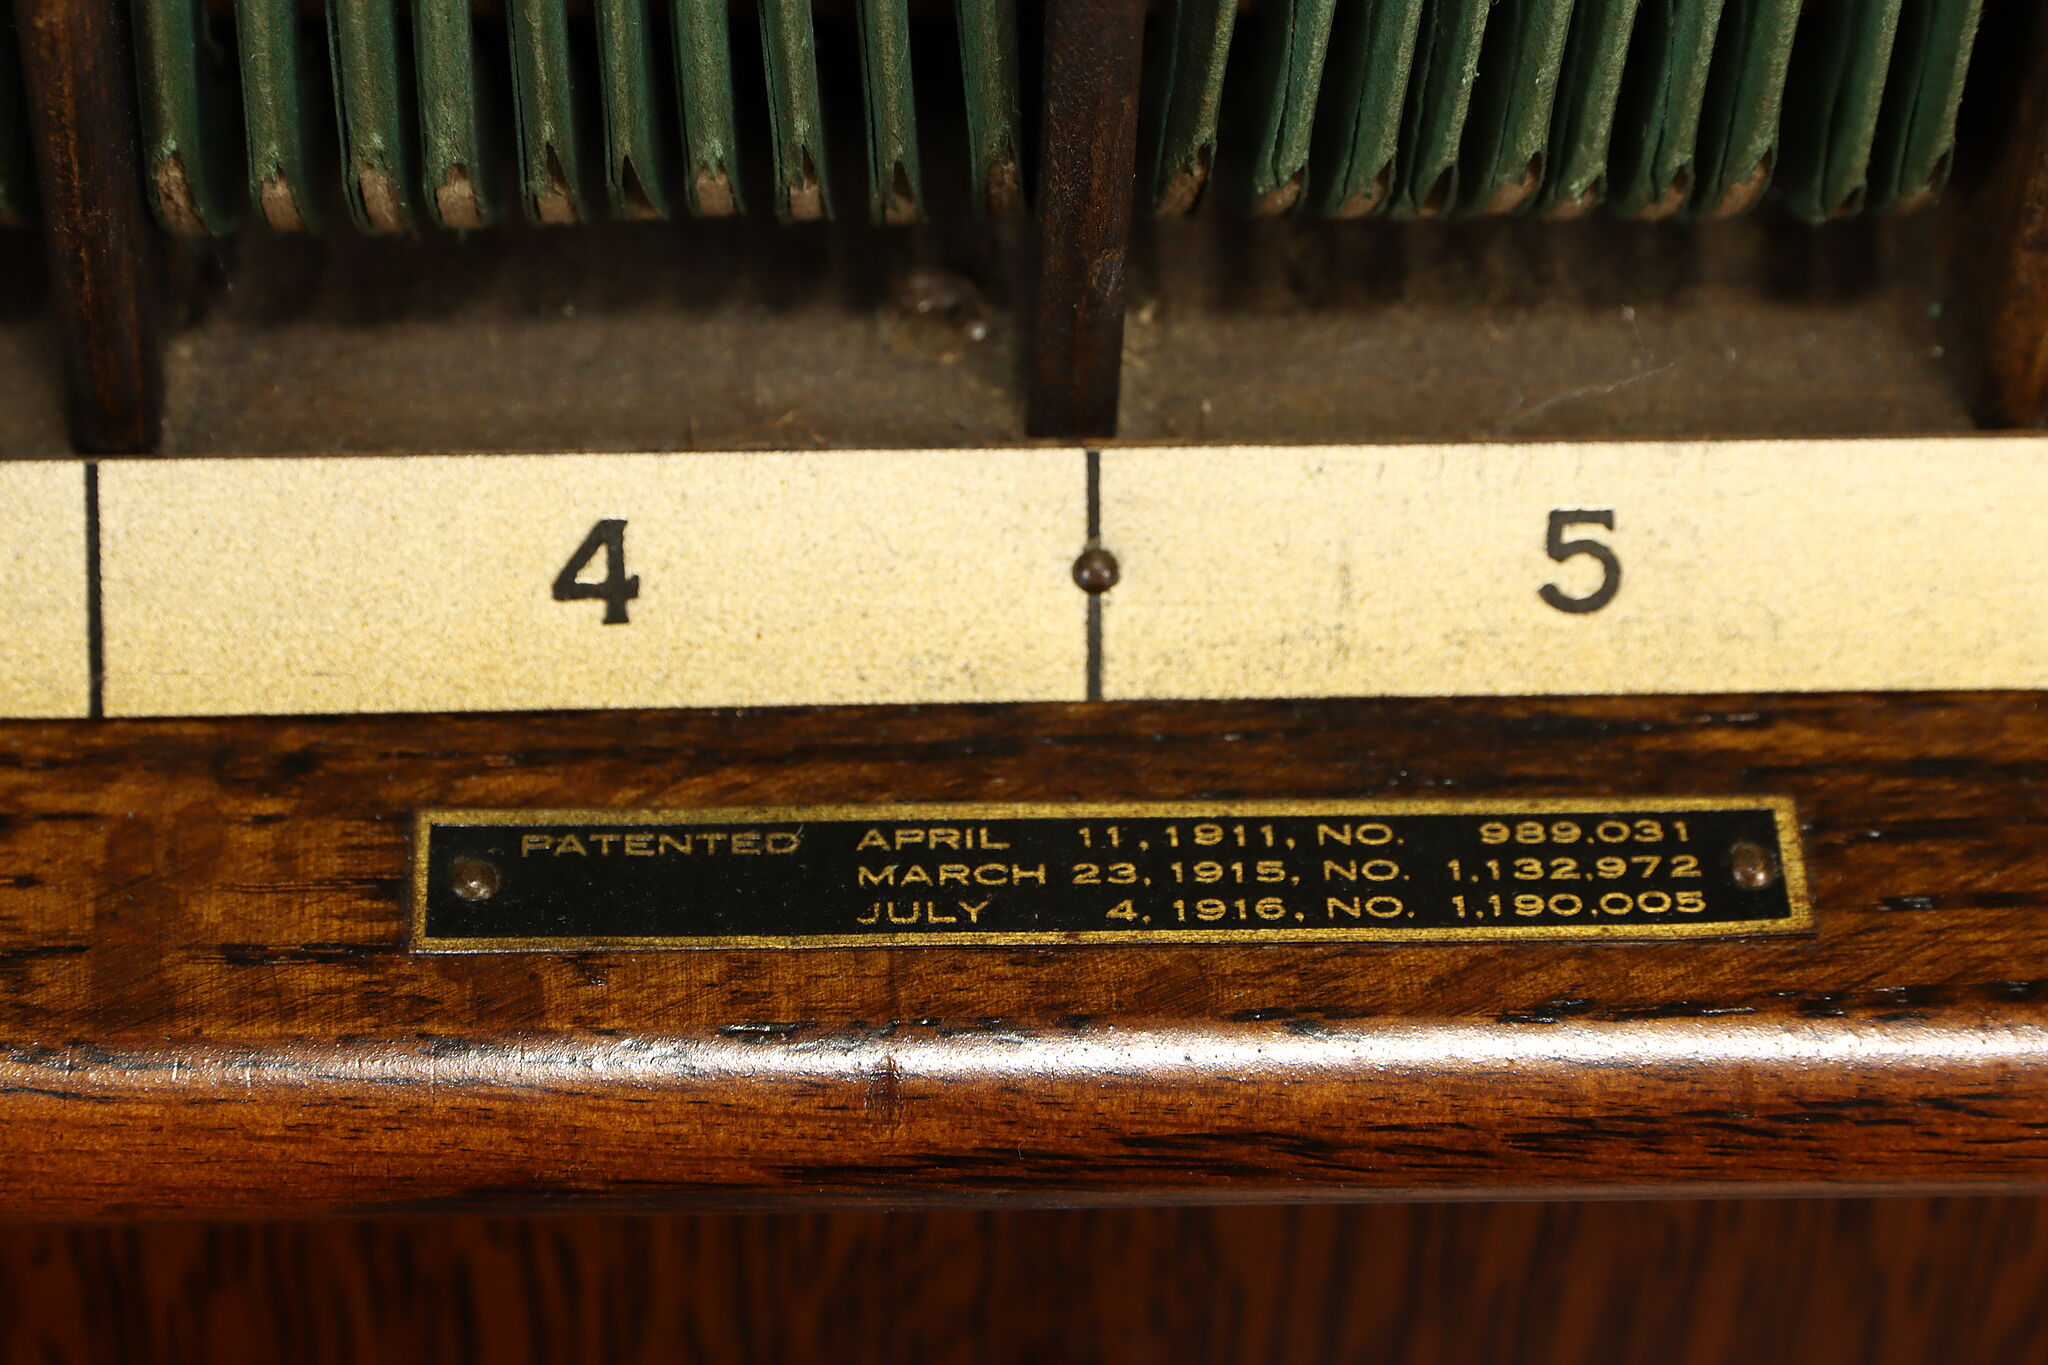 4 5
PATENTED APRIL 11, 1911, NO. 989,031
MARCH 23, 1915, NO. 1,132,972
JULY 4, 1916, NO. 1,190,005